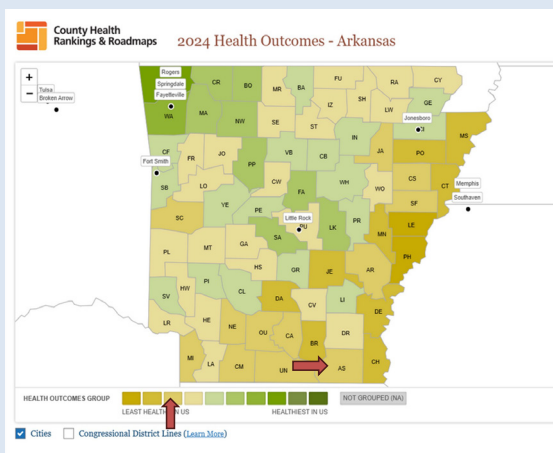 County Health
Rankings & Roadmaps
2024 Health Outcomes - Arkansas
+
−
Tulsa
Broken Arrow
Rogers
Springdale
Fayetteville
CR
BO
MR
BA
FU
RA
CY
IZ
SH
LW
GE
WA
MA
NW
SE
ST
IN
Jonesboro
MS
CF
FR
JO
PP
VB
CB
JA
PO
Fort Smith
LO
CW
FA
WH
WO
CS
CT
Memphis
SB
YE
PE
Little Rock
PU
SF
Southaven
SC
SA
LK
PR
MN
LE
PL
MT
GA
HS
GR
JE
AR
PH
HW
PI
CL
DA
SV
CV
LI
DE
LR
HE
NE
OU
CA
BR
DR
MI
LA
CM
UN
AS
CH
HEALTH OUTCOMES GROUP
NOT GROUPED (NA)
LEAST HEALTHY IN US
HEALTHIEST IN US
Cities
Congressional District Lines (Learn More)